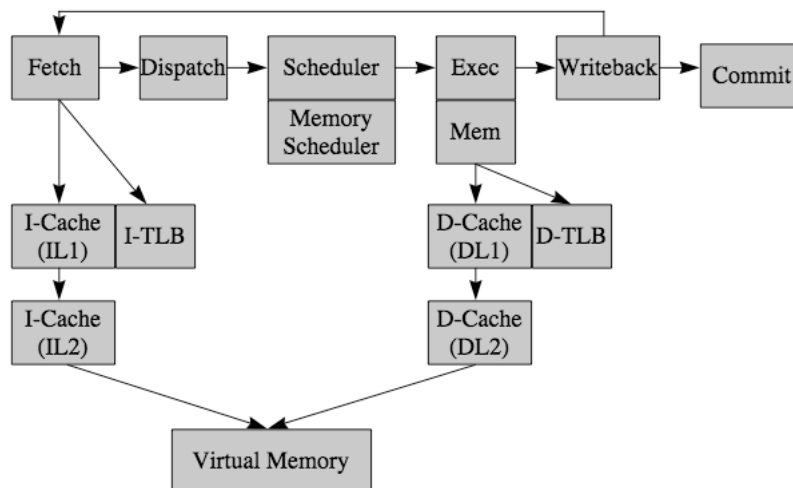 Fetch
Dispatch
Scheduler
Exec
Writeback
Commit
Memory
Scheduler
Mem
I-Cache
(IL1)
I-TLB
D-Cache
(DL1)
D-TLB
I-Cache
(IL2)
D-Cache
(DL2)
Virtual Memory